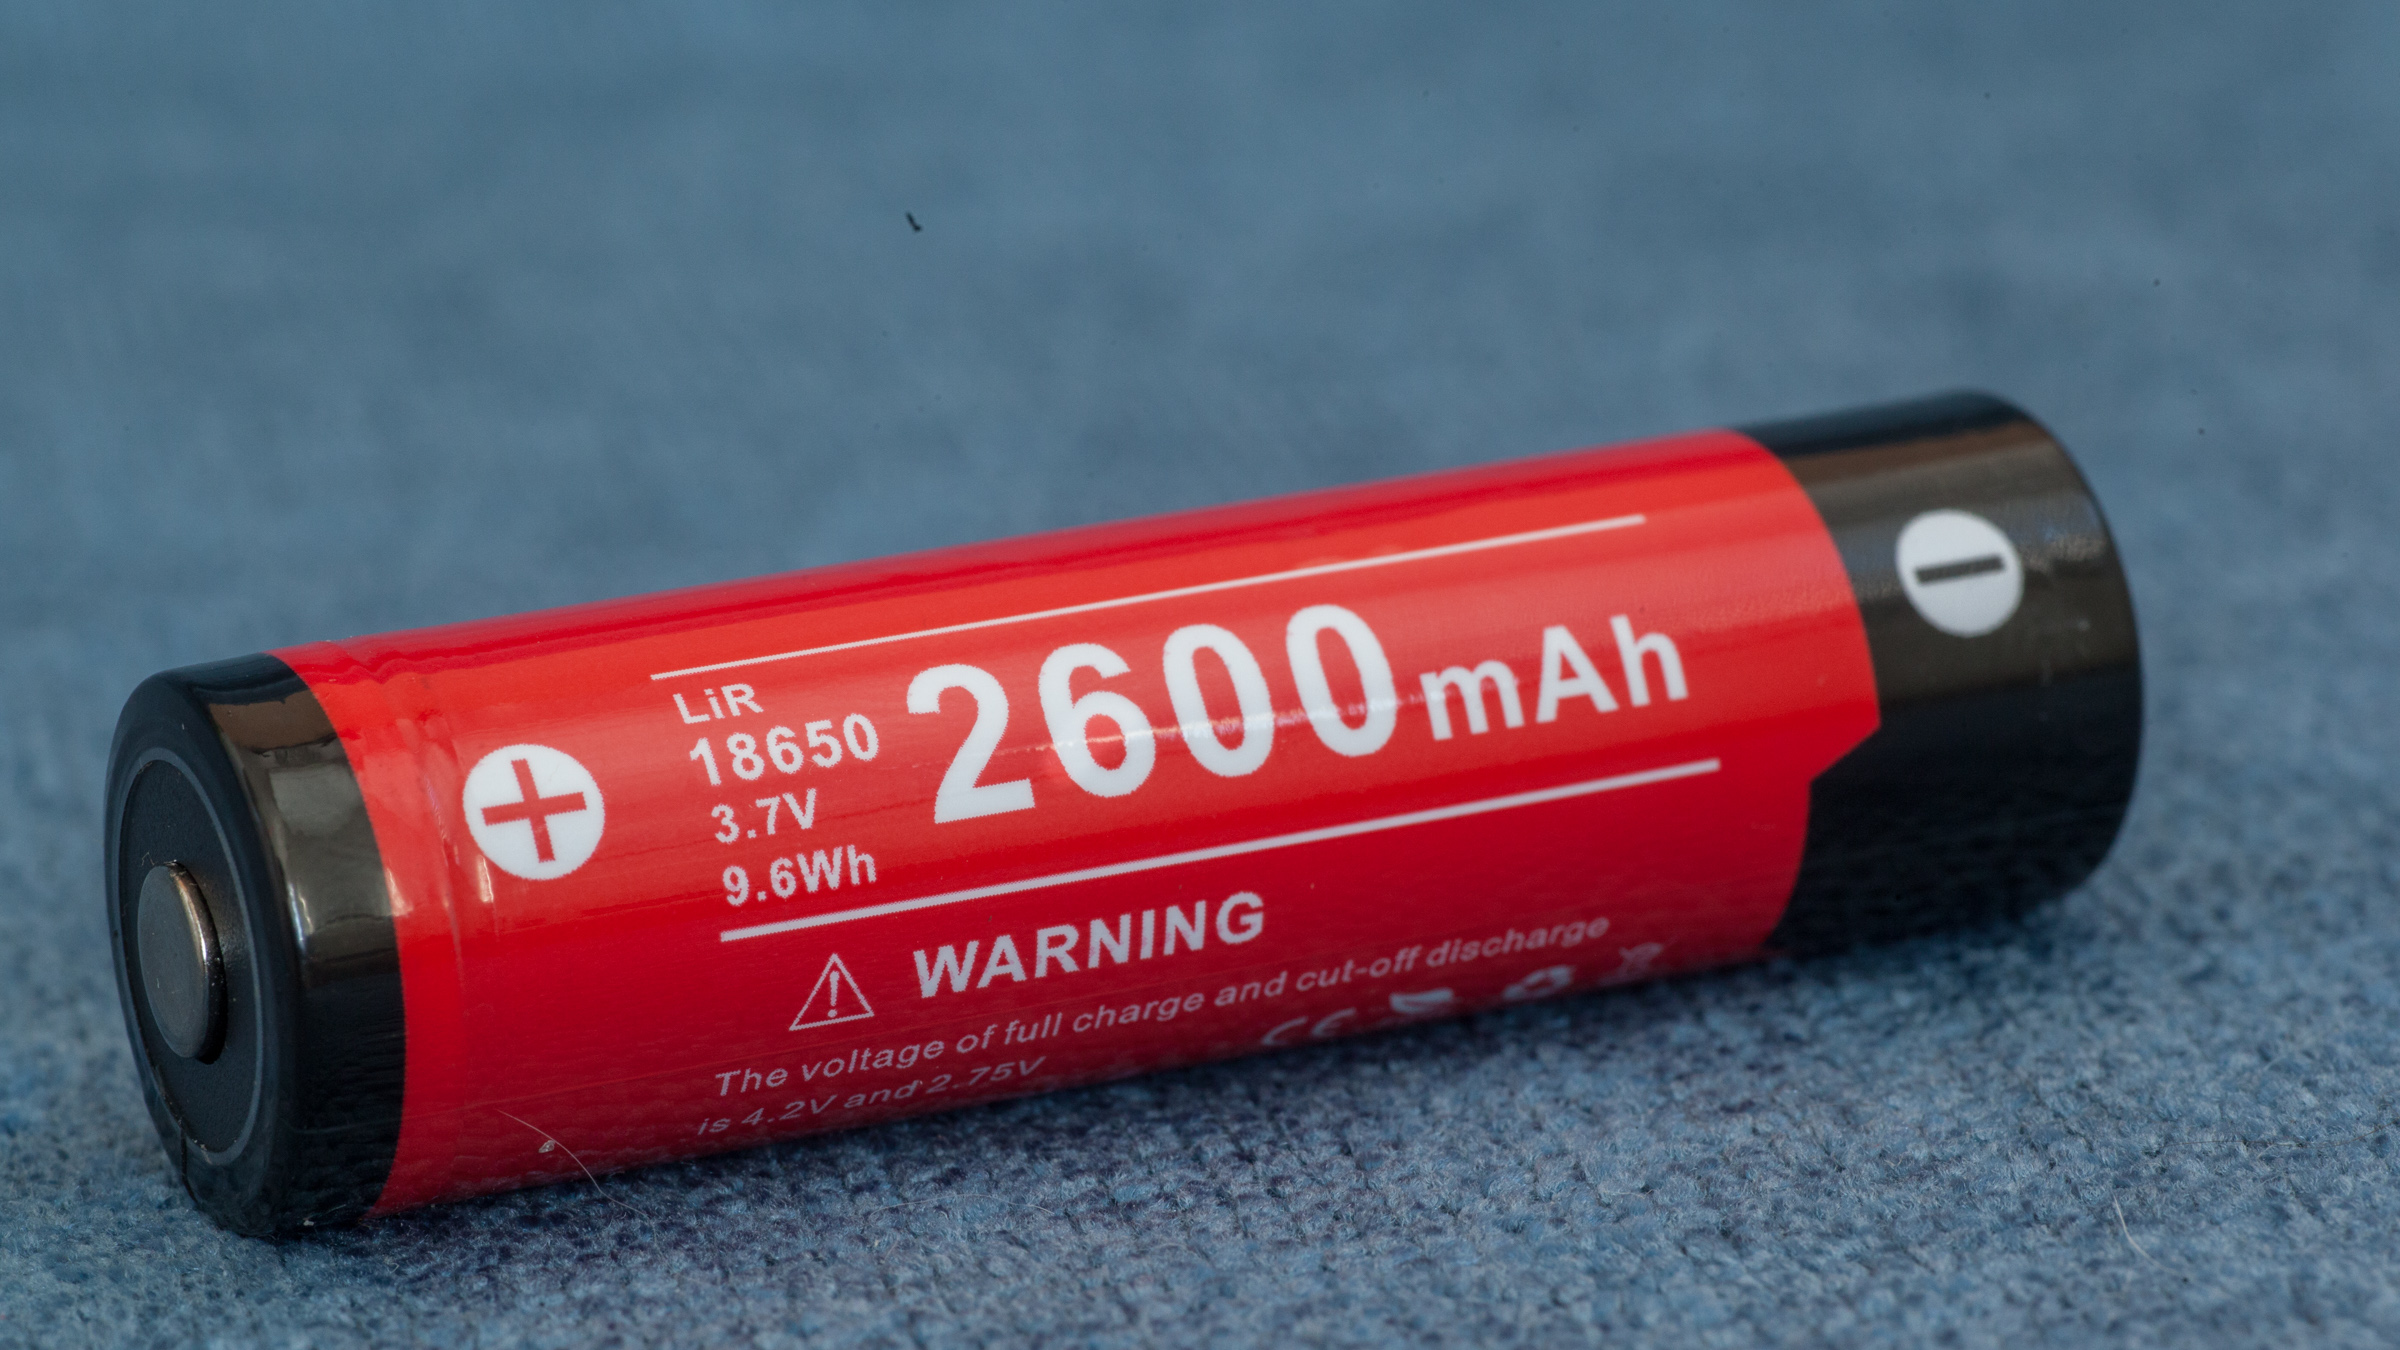 LiR
18650
3.7V
9.6Wh
2600mAh
WARNING
The voltage of full charge and cut-off discharge
is 4.2V and 2.75V
CE